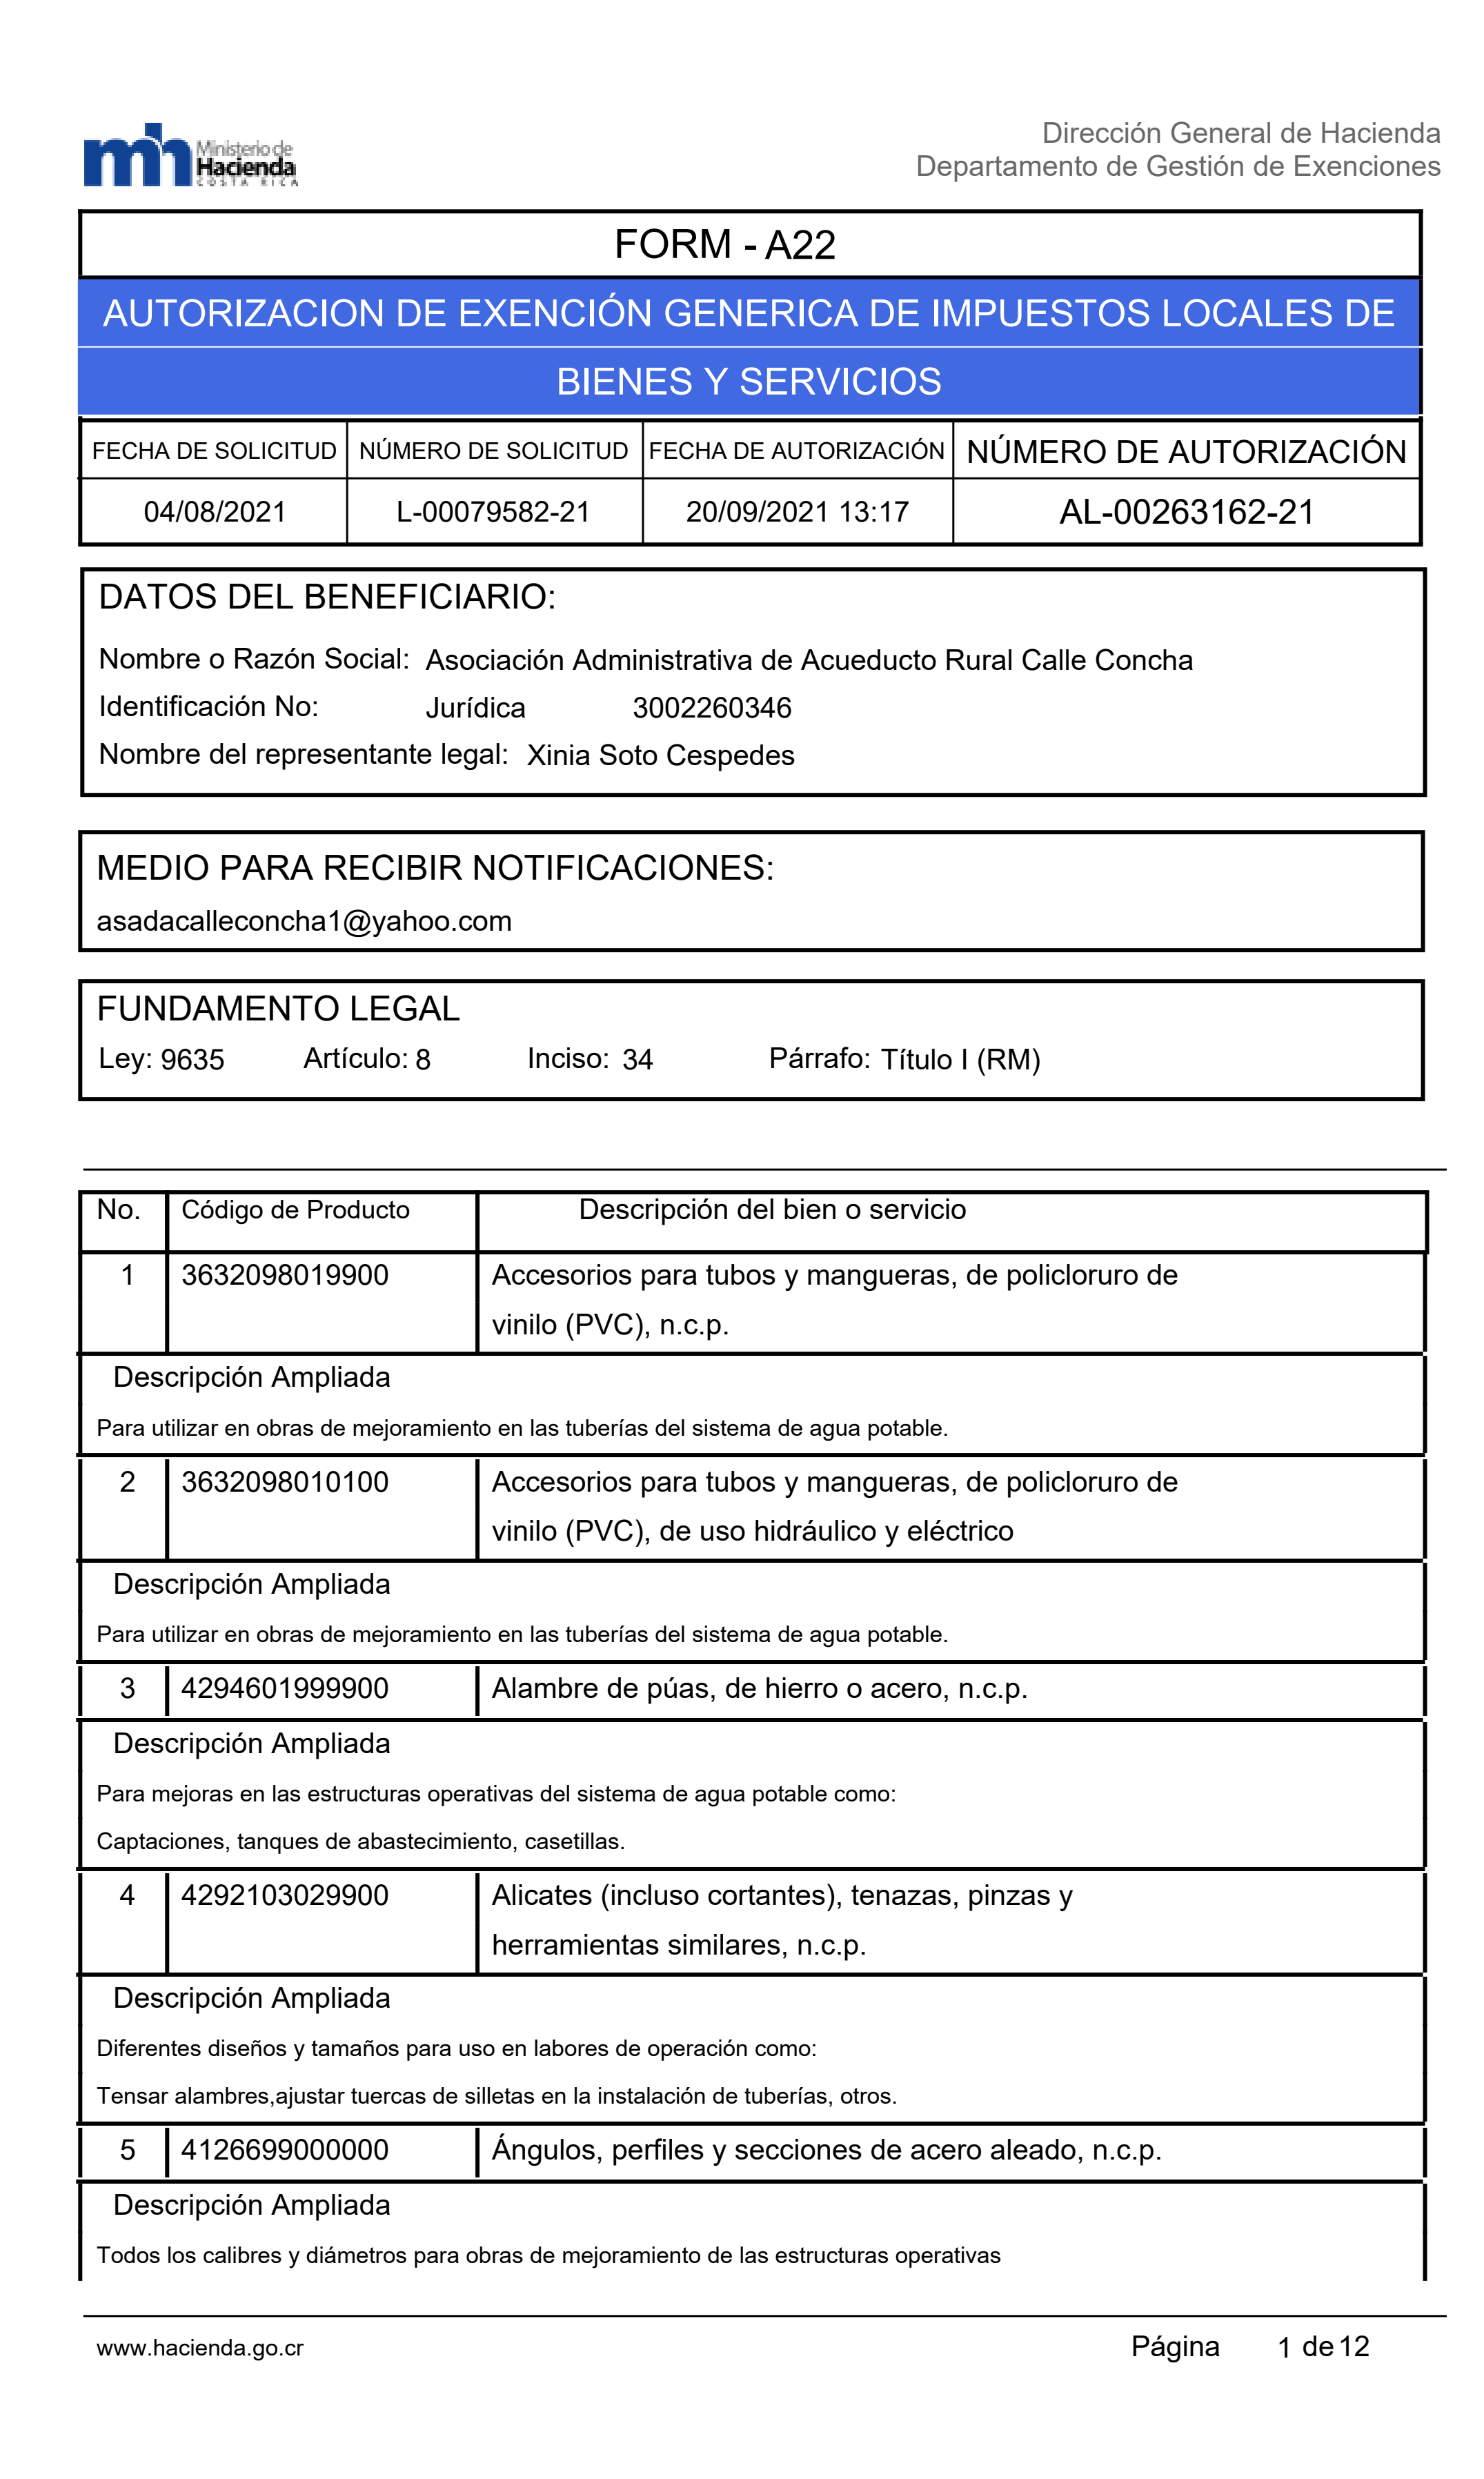 Ministerio de
Hacienda
COSTA RICA
Dirección General de Hacienda
Departamento de Gestión de Exenciones
FORM - A22
AUTORIZACION DE EXENCIÓN GENERICA DE IMPUESTOS LOCALES DE
BIENES Y SERVICIOS
FECHA DE SOLICITUD NÚMERO DE SOLICITUD FECHA DE AUTORIZACIÓN NÚMERO DE AUTORIZACIÓN
04/08/2021 L-00079582-21 20/09/2021 13:17 AL-00263162-21
DATOS DEL BENEFICIARIO:
Nombre o Razón Social: Asociación Administrativa de Acueducto Rural Calle Concha
Identificación No: Jurídica 3002260346
Nombre del representante legal: Xinia Soto Cespedes
MEDIO PARA RECIBIR NOTIFICACIONES:
asadacalleconcha1@yahoo.com
FUNDAMENTO LEGAL
Ley: 9635 Artículo: 8 Inciso: 34 Párrafo: Título I (RM)
No. Código de Producto Descripción del bien o servicio
1 3632098019900 Accesorios para tubos y mangueras, de policloruro de
vinilo (PVC), n.c.p.
Descripción Ampliada
Para utilizar en obras de mejoramiento en las tuberías del sistema de agua potable.
2 3632098010100 Accesorios para tubos y mangueras, de policloruro de
vinilo (PVC), de uso hidráulico y eléctrico
Descripción Ampliada
Para utilizar en obras de mejoramiento en las tuberías del sistema de agua potable.
3 4294601999900 Alambre de púas, de hierro o acero, n.c.p.
Descripción Ampliada
Para mejoras en las estructuras operativas del sistema de agua potable como:
Captaciones, tanques de abastecimiento, casetillas.
4 4292103029900 Alicates (incluso cortantes), tenazas, pinzas y
herramientas similares, n.c.p.
Descripción Ampliada
Diferentes diseños y tamaños para uso en labores de operación como:
Tensar alambres,ajustar tuercas de silletas en la instalación de tuberías, otros.
5 4126699000000 Ángulos, perfiles y secciones de acero aleado, n.c.p.
Descripción Ampliada
Todos los calibres y diámetros para obras de mejoramiento de las estructuras operativas
www.hacienda.go.cr Página 1 de 12